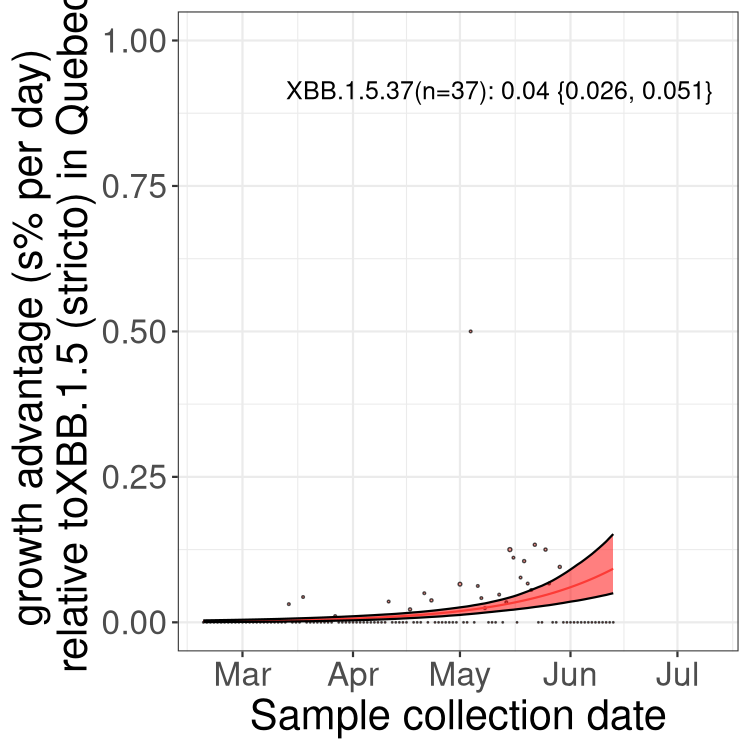 growth advantage (s% per day)
relative toXBB.1.5 (stricto) in Quebec
1.00
0.75
0.50
0.25
0.00
XBB.1.5.37(n=37): 0.04 {0.026, 0.051}
Mar Apr May Jun Jul
Sample collection date